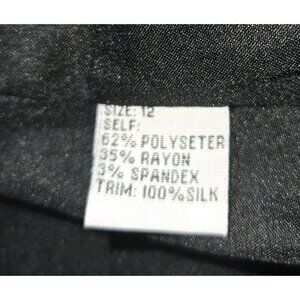 SIZE: 12
SELF:
62% POLYSETER
35% RAYON
3% SPANDEX
TRIM: 100% SILK